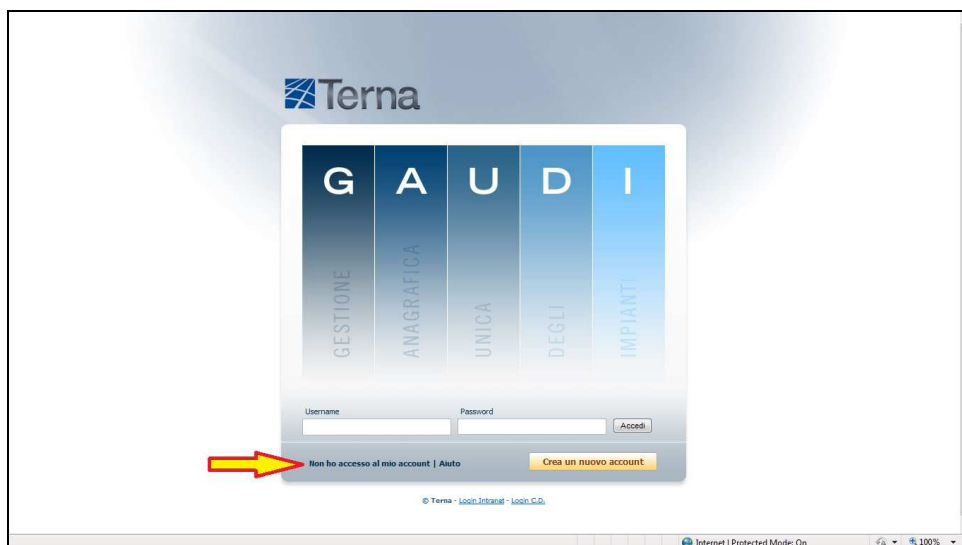 Terna
G A U D I
GESTIONE
ANAGRAFICA
UNICA
DEGLI
IMPIANTI
Username Password
Accedi
Non ho accesso al mio account | Aiuto Crea un nuovo account
© Terna - Login Intranet - Login C.D.
Internet | Protected Mode: On 100%